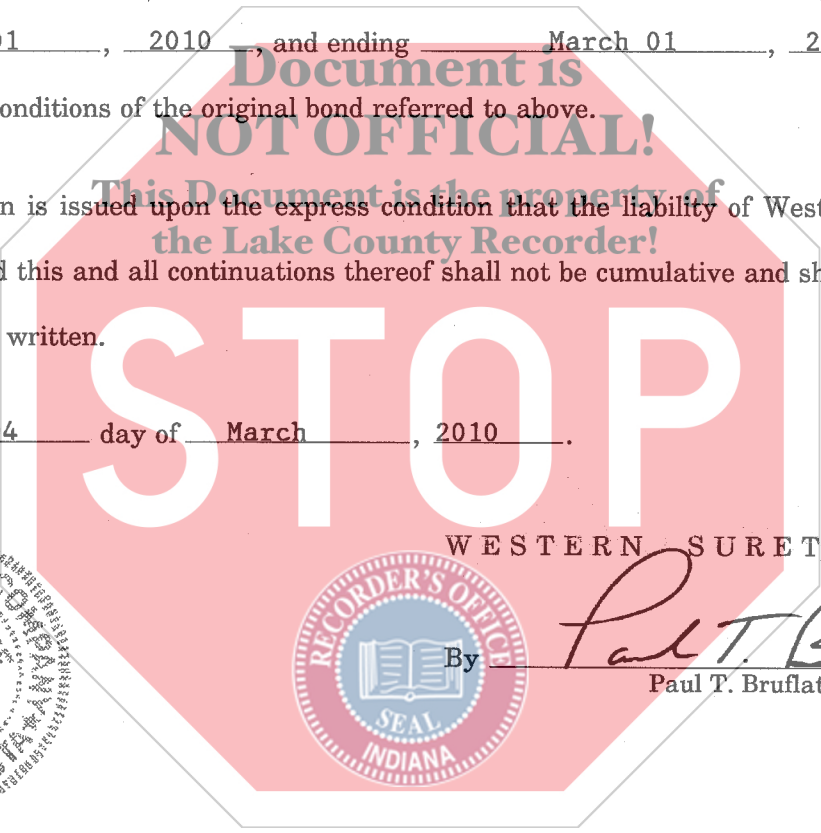 1, 2010, and ending March 01, 2
Document is
onditions of the original bond referred to above.
NOT OFFICIAL!
This Document is the property of
n is issued upon the express condition that the liability of West
the Lake County Recorder!
d this and all continuations thereof shall not be cumulative and sh
written.
STOP
4 day of March, 2010.
WESTERN SURET
RECORDER'S OFFICE
SEAL
INDIANA
By Paul T. B
Paul T. Bruflat